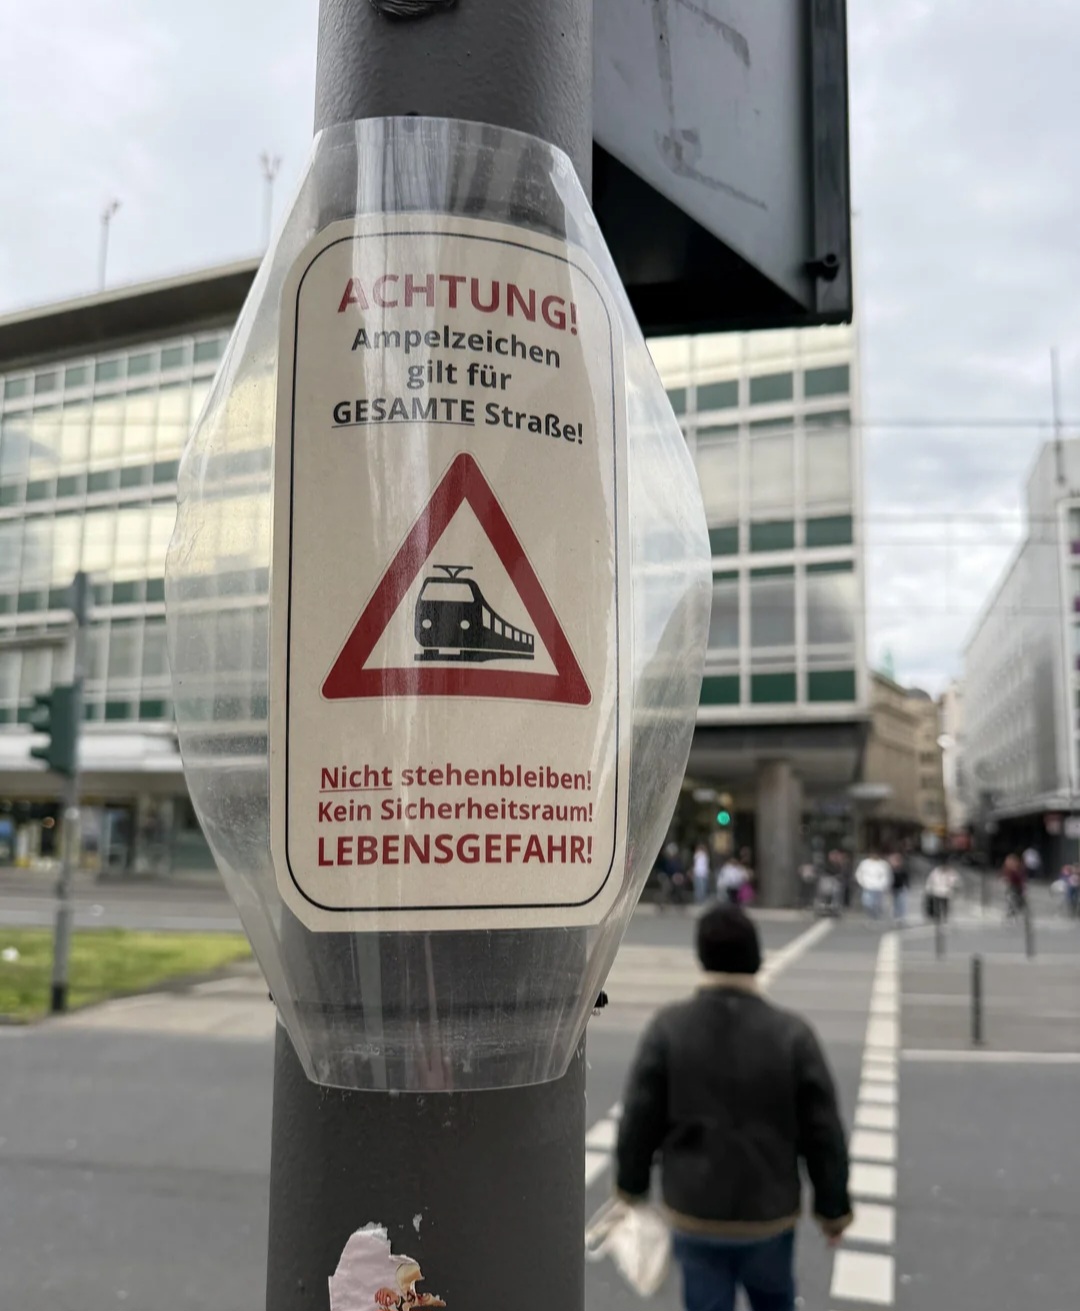 ACHTUNG!
Ampelzeichen
gilt für
GESAMTE Straße!
Nicht stehenbleiben!
Kein Sicherheitsraum!
LEBENSGEFAHR!